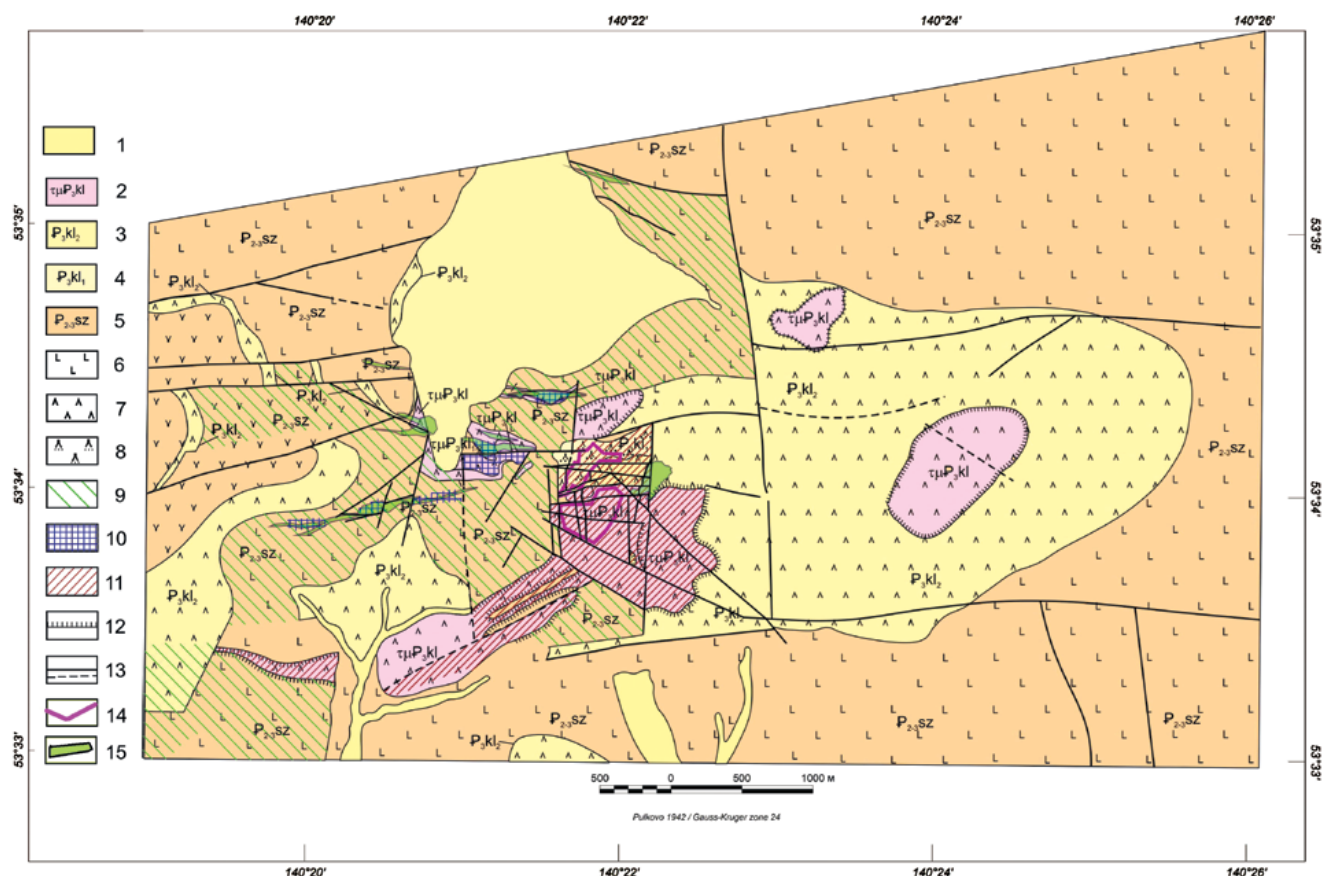 140°20' 140°22' 140°24' 140°26'
53°35' 53°35'
53°34' 53°34'
53°33' 53°33'
1
τμP₃kl 2
P₃kl₂ 3
P₃kl₁ 4
P₂₋₃sz 5
6
7
8
9
10
11
12
13
14
15
P₂₋₃sz
P₂₋₃sz
P₂₋₃sz
P₃kl₂
P₃kl₂
P₂₋₃sz
τμP₃kl
P₂₋₃sz
τμP₃kl
P₃kl₂
P₃kl₂
τμP₃kl
τμP₃kl
P₂₋₃sz
τμP₃kl
P₂₋₃sz
P₃kl₂
τμP₃kl
P₃kl
P₂₋₃sz
τμP₃kl
P₂₋₃sz
τμP₃kl
P₂₋₃sz
P₂₋₃sz
τμP₃kl
P₃kl₂
P₃kl₂
P₃kl₂
P₃kl
P₂₋₃sz
τμP₃kl
P₂₋₃sz
P₂₋₃sz
P₂₋₃sz
P₂₋₃sz
P₃kl₂
500 0 500 1000 м
Pulkovo 1942 / Gauss-Kruger zone 24
140°20' 140°22' 140°24' 140°26'